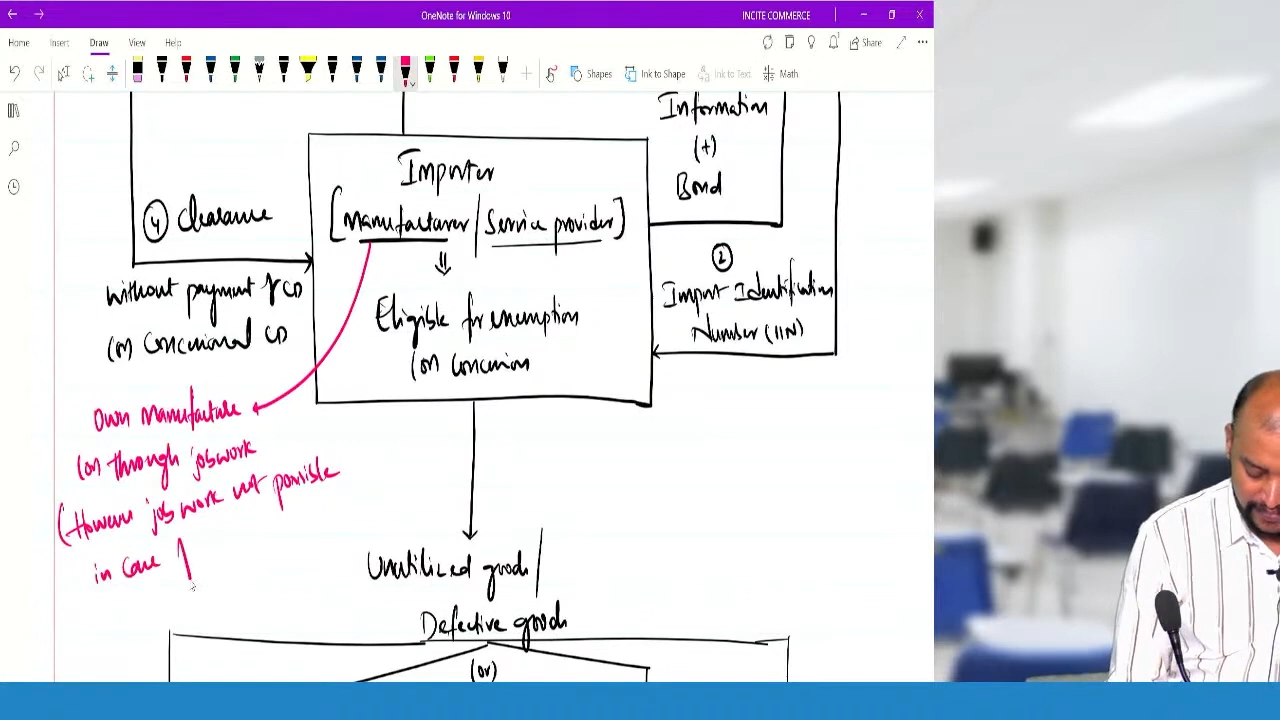 OneNote for Windows 10
INCITE COMMERCE
Home Insert Draw View Help
Share
Shapes
Ink to Shape
Ink to Text
Math
Information
(+)
Bond
Importer
[Manufacturer / Service provider]
⇓
Eligible for exemption
(or) concession
④ Clearance
without payment of CD
(or) concessional CD
②
Import Identification
Number (IIN)
Own manufacture
(or) through jobwork
(However job work not possible
in case
Unutilized goods /
Defective goods
(or)